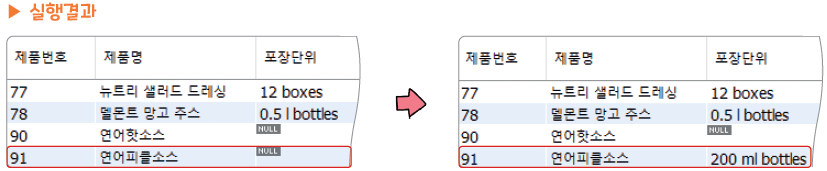 ▶ 실행결과
제품번호 제품명 포장단위
77 뉴트리 샐러드 드레싱 12 boxes
78 델몬트 망고 주스 0.5 l bottles
90 연어핫소스 NULL
91 연어피클소스 NULL
제품번호 제품명 포장단위
77 뉴트리 샐러드 드레싱 12 boxes
78 델몬트 망고 주스 0.5 l bottles
90 연어핫소스 NULL
91 연어피클소스 200 ml bottles